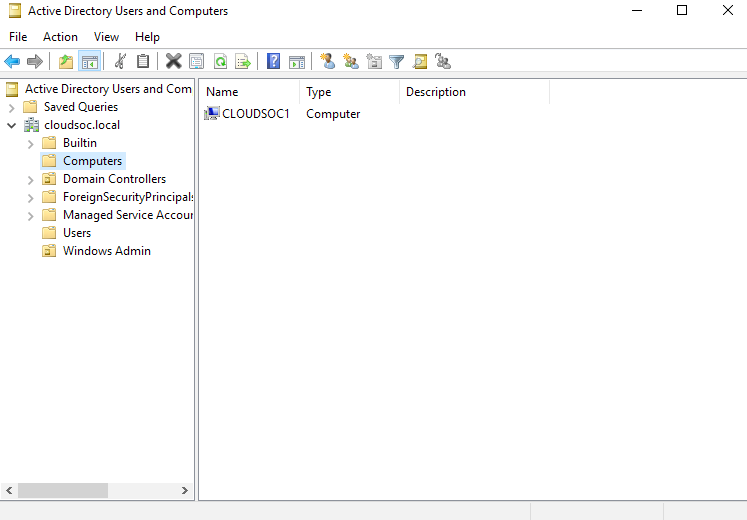 Active Directory Users and Computers
File Action View Help
Active Directory Users and Com
Saved Queries
cloudsoc.local
Builtin
Computers
Domain Controllers
ForeignSecurityPrincipals
Managed Service Accour
Users
Windows Admin
Name Type Description
CLOUDSOC1 Computer